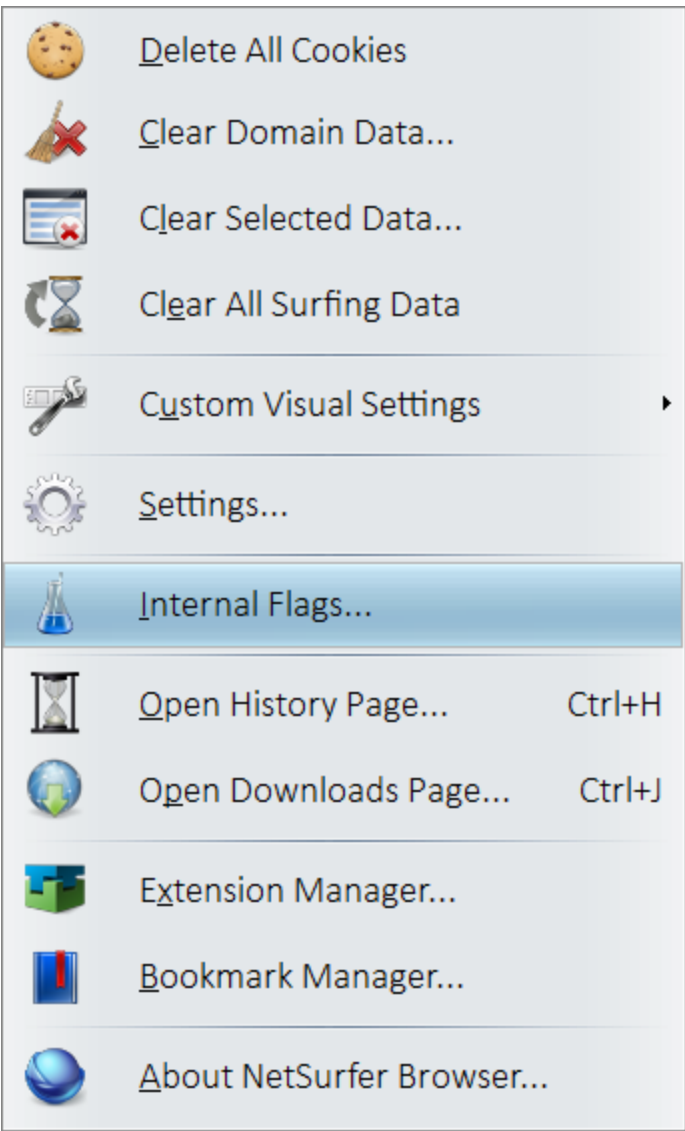 Delete All Cookies
Clear Domain Data...
Clear Selected Data...
Clear All Surfing Data
Custom Visual Settings
Settings...
Internal Flags...
Open History Page... Ctrl+H
Open Downloads Page... Ctrl+J
Extension Manager...
Bookmark Manager...
About NetSurfer Browser...